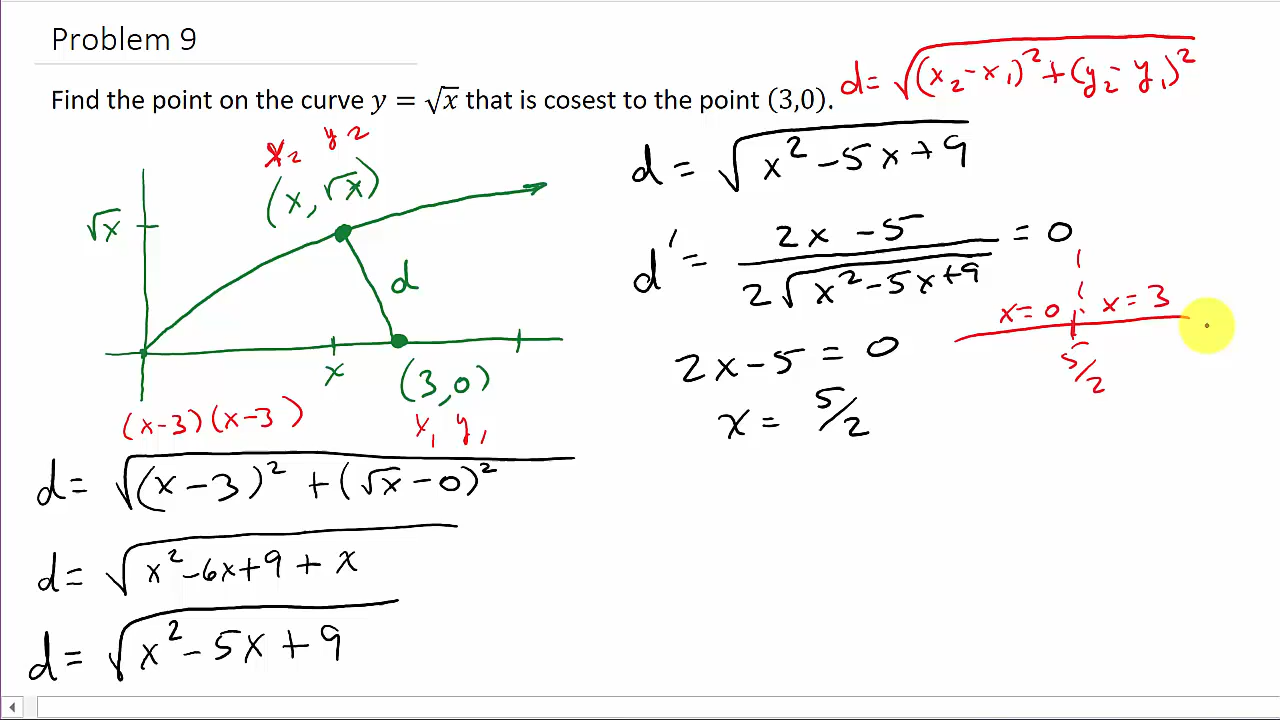 Problem 9
d = √(x₂ - x₁)² + (y₂ - y₁)²
Find the point on the curve y = √x that is cosest to the point (3,0).
x₂ y₂
(x, √x)
√x
d
x
(3,0)
x₁ y₁
(x-3)(x-3)
d = √(x-3)² + (√x - 0)²
d = √x² - 6x + 9 + x
d = √x² - 5x + 9
d = √x² - 5x + 9
d' = 2x - 5 / 2√x² - 5x + 9 = 0
x = 0 x = 3
5/2
2x - 5 = 0
x = 5/2